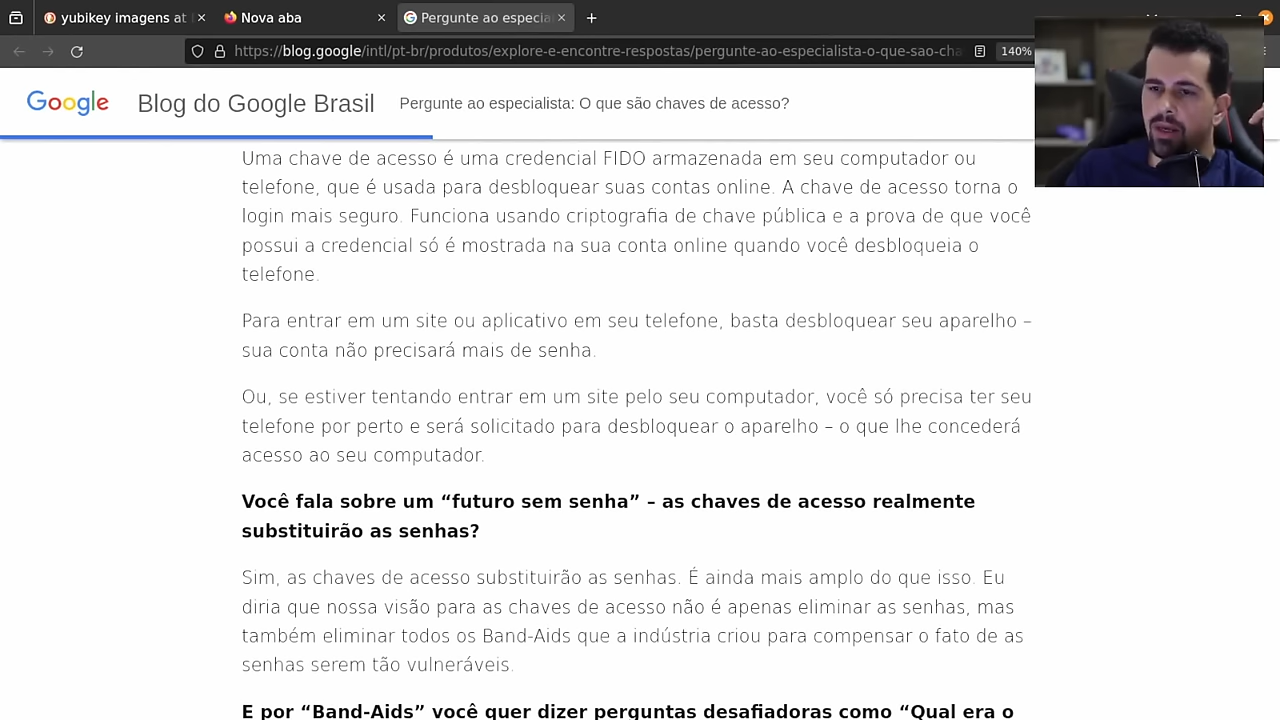 yubikey imagens at
Nova aba
Pergunte ao especia
https://blog.google/intl/pt-br/produtos/explore-e-encontre-respostas/pergunte-ao-especialista-o-que-sao-cha
140%
Google
Blog do Google Brasil
Pergunte ao especialista: O que são chaves de acesso?
Uma chave de acesso é uma credencial FIDO armazenada em seu computador ou
telefone, que é usada para desbloquear suas contas online. A chave de acesso torna o
login mais seguro. Funciona usando criptografia de chave pública e a prova de que você
possui a credencial só é mostrada na sua conta online quando você desbloqueia o
telefone.
Para entrar em um site ou aplicativo em seu telefone, basta desbloquear seu aparelho –
sua conta não precisará mais de senha.
Ou, se estiver tentando entrar em um site pelo seu computador, você só precisa ter seu
telefone por perto e será solicitado para desbloquear o aparelho – o que lhe concederá
acesso ao seu computador.
Você fala sobre um “futuro sem senha” – as chaves de acesso realmente
substituirão as senhas?
Sim, as chaves de acesso substituirão as senhas. É ainda mais amplo do que isso. Eu
diria que nossa visão para as chaves de acesso não é apenas eliminar as senhas, mas
também eliminar todos os Band-Aids que a indústria criou para compensar o fato de as
senhas serem tão vulneráveis.
E por “Band-Aids” você quer dizer perguntas desafiadoras como “Qual era o